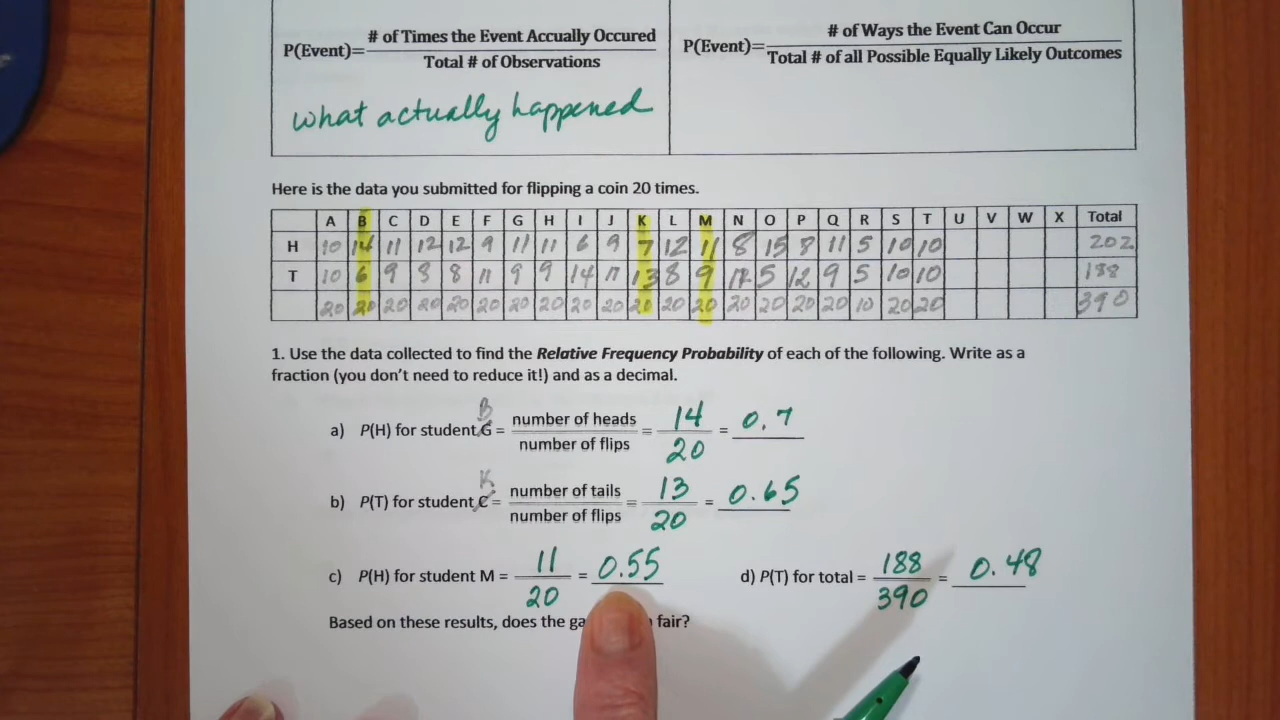 P(Event)= # of Times the Event Accually Occured
Total # of Observations
what actually happened
P(Event)= # of Ways the Event Can Occur
Total # of all Possible Equally Likely Outcomes
Here is the data you submitted for flipping a coin 20 times.
A B C D E F G H I J K L M N O P Q R S T U V W X Total
H 10 14 11 12 12 9 11 11 6 9 7 12 11 8 15 8 11 5 10 10 202
T 10 6 9 8 8 11 9 9 14 11 13 8 9 12 5 12 9 5 10 10 188
20 20 20 20 20 20 20 20 20 20 20 20 20 20 20 20 20 10 20 20 390
1. Use the data collected to find the Relative Frequency Probability of each of the following. Write as a
fraction (you don't need to reduce it!) and as a decimal.
B
a) P(H) for student G = number of heads = 14 = 0.7
number of flips 20
K
b) P(T) for student C = number of tails = 13 = 0.65
number of flips 20
c) P(H) for student M = 11 = 0.55
20
d) P(T) for total = 188 = 0.48
390
Based on these results, does the fair?